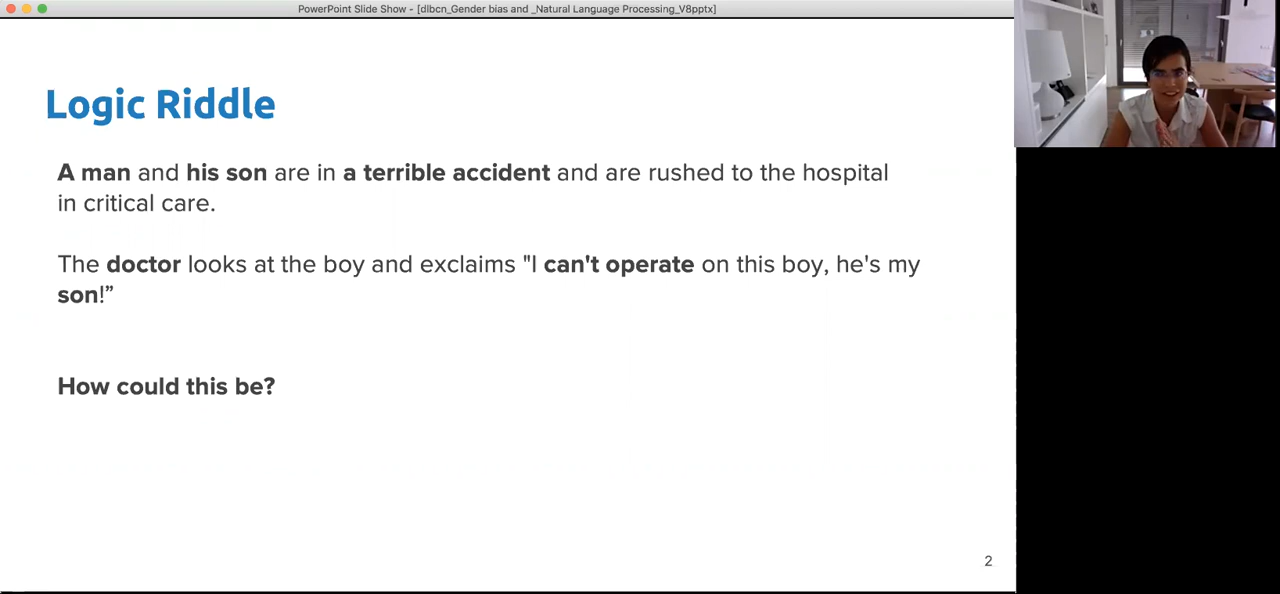 PowerPoint Slide Show - [dlbcn_Gender bias and _Natural Language Processing_V8pptx]
Logic Riddle
A man and his son are in a terrible accident and are rushed to the hospital
in critical care.
The doctor looks at the boy and exclaims "I can't operate on this boy, he's my
son!”
How could this be?
2